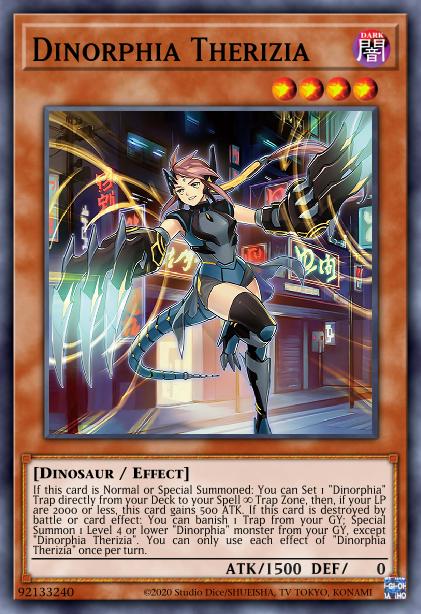 DINORPHIA THERIZIA
DARK
闇
[DINOSAUR / EFFECT]
If this card is Normal or Special Summoned: You can Set 1 "Dinorphia"
Trap directly from your Deck to your Spell & Trap Zone, then, if your LP
are 2000 or less, this card gains 500 ATK. If this card is destroyed by
battle or card effect: You can banish 1 Trap from your GY; Special
Summon 1 Level 4 or lower "Dinorphia" monster from your GY, except
"Dinorphia Therizia". You can only use each effect of "Dinorphia
Therizia" once per turn.
ATK/1500 DEF/ 0
92133240
©2020 Studio Dice/SHUEISHA, TV TOKYO, KONAMI